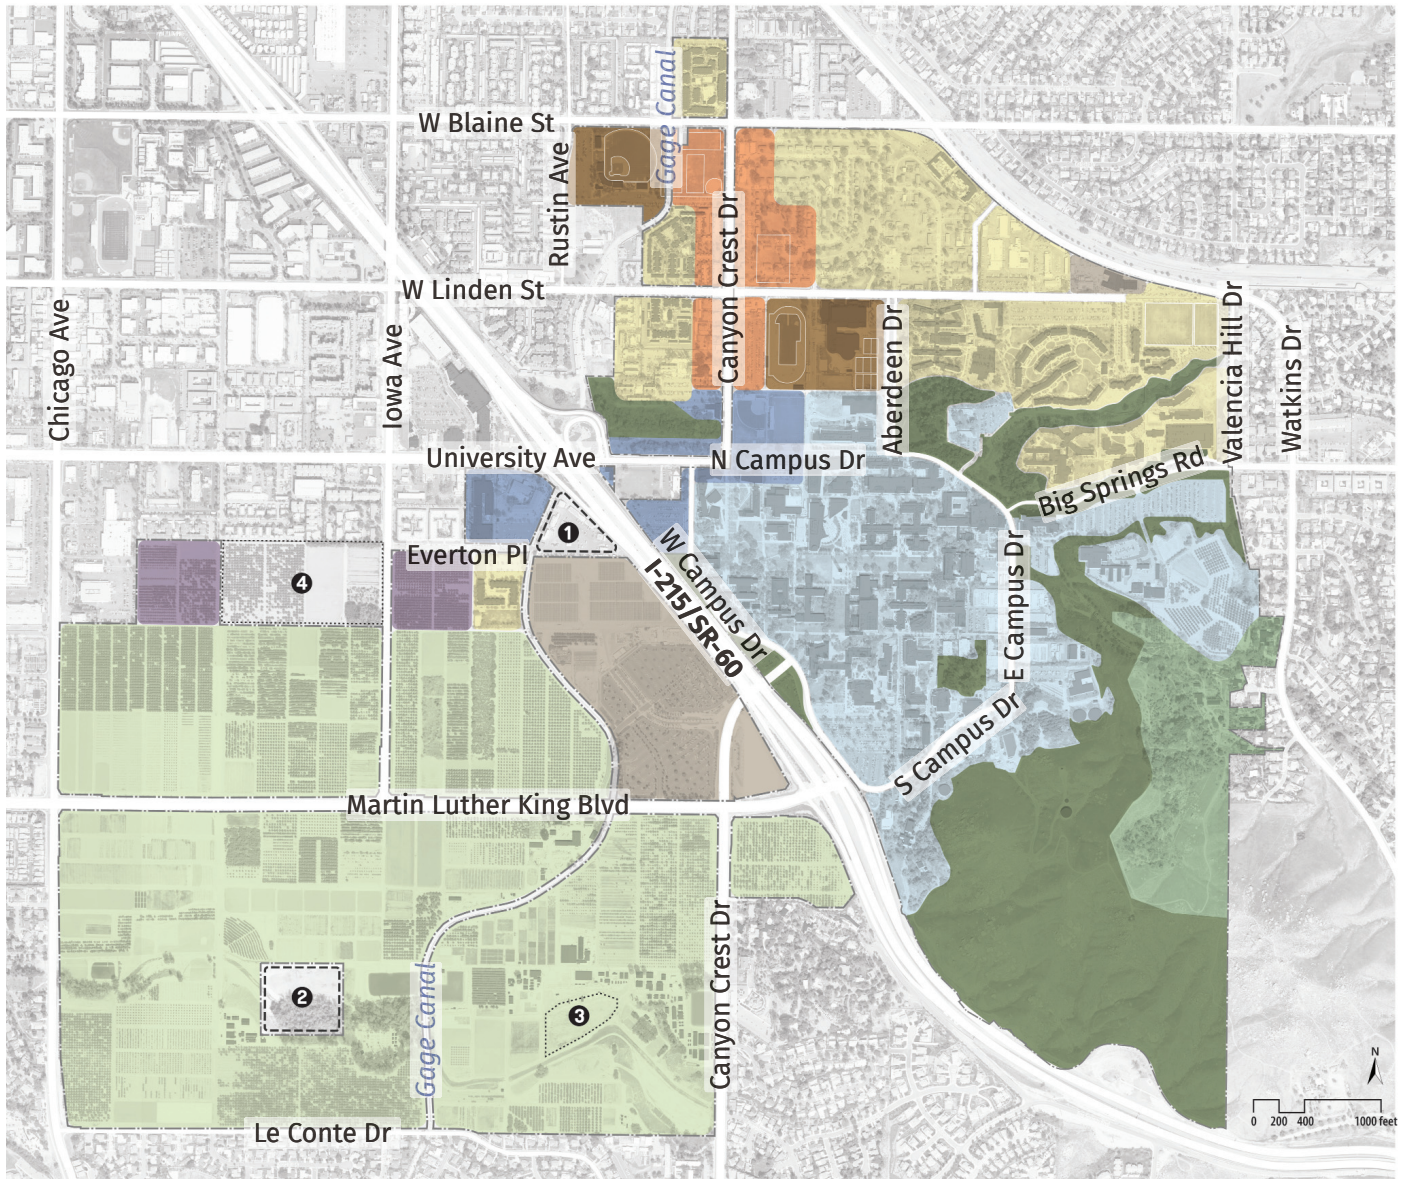 Gage Canal
W Blaine St
Rustin Ave
Canyon Crest Dr
W Linden St
Chicago Ave
Iowa Ave
Aberdeen Dr
Valencia Hill Dr
Watkins Dr
University Ave
N Campus Dr
Big Springs Rd
1
Everton Pl
W Campus Dr
I-215/SR-60
E Campus Dr
4
S Campus Dr
Martin Luther King Blvd
Canyon Crest Dr
Gage Canal
2
3
Le Conte Dr
N
0 200 400 1000 feet